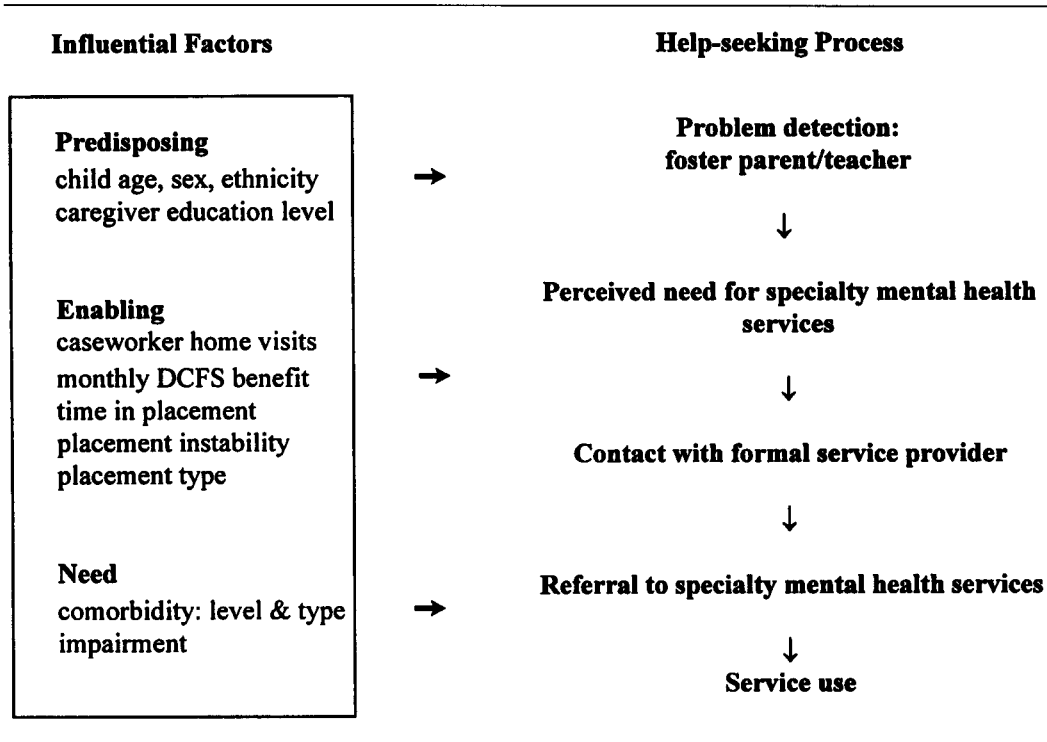 Influential Factors
Help-seeking Process
Predisposing
child age, sex, ethnicity
caregiver education level
Enabling
caseworker home visits
monthly DCFS benefit
time in placement
placement instability
placement type
Need
comorbidity: level & type
impairment
Problem detection:
foster parent/teacher
Perceived need for specialty mental health
services
Contact with formal service provider
Referral to specialty mental health services
Service use